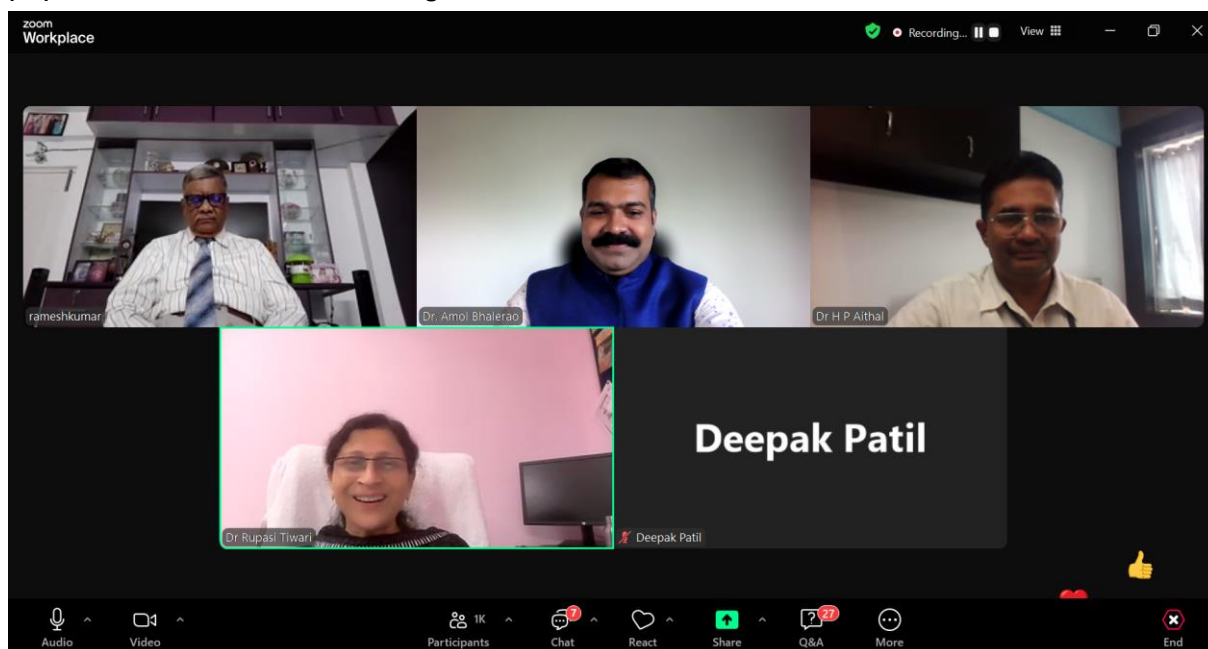 zoom
Workplace
Recording...
View
rameshkumar
Dr. Amol Bhalerao
Dr H P Aithal
Dr Rupasi Tiwari
Deepak Patil
Deepak Patil
1K
7
27
Audio
Video
Participants
Chat
React
Share
Q&A
More
End